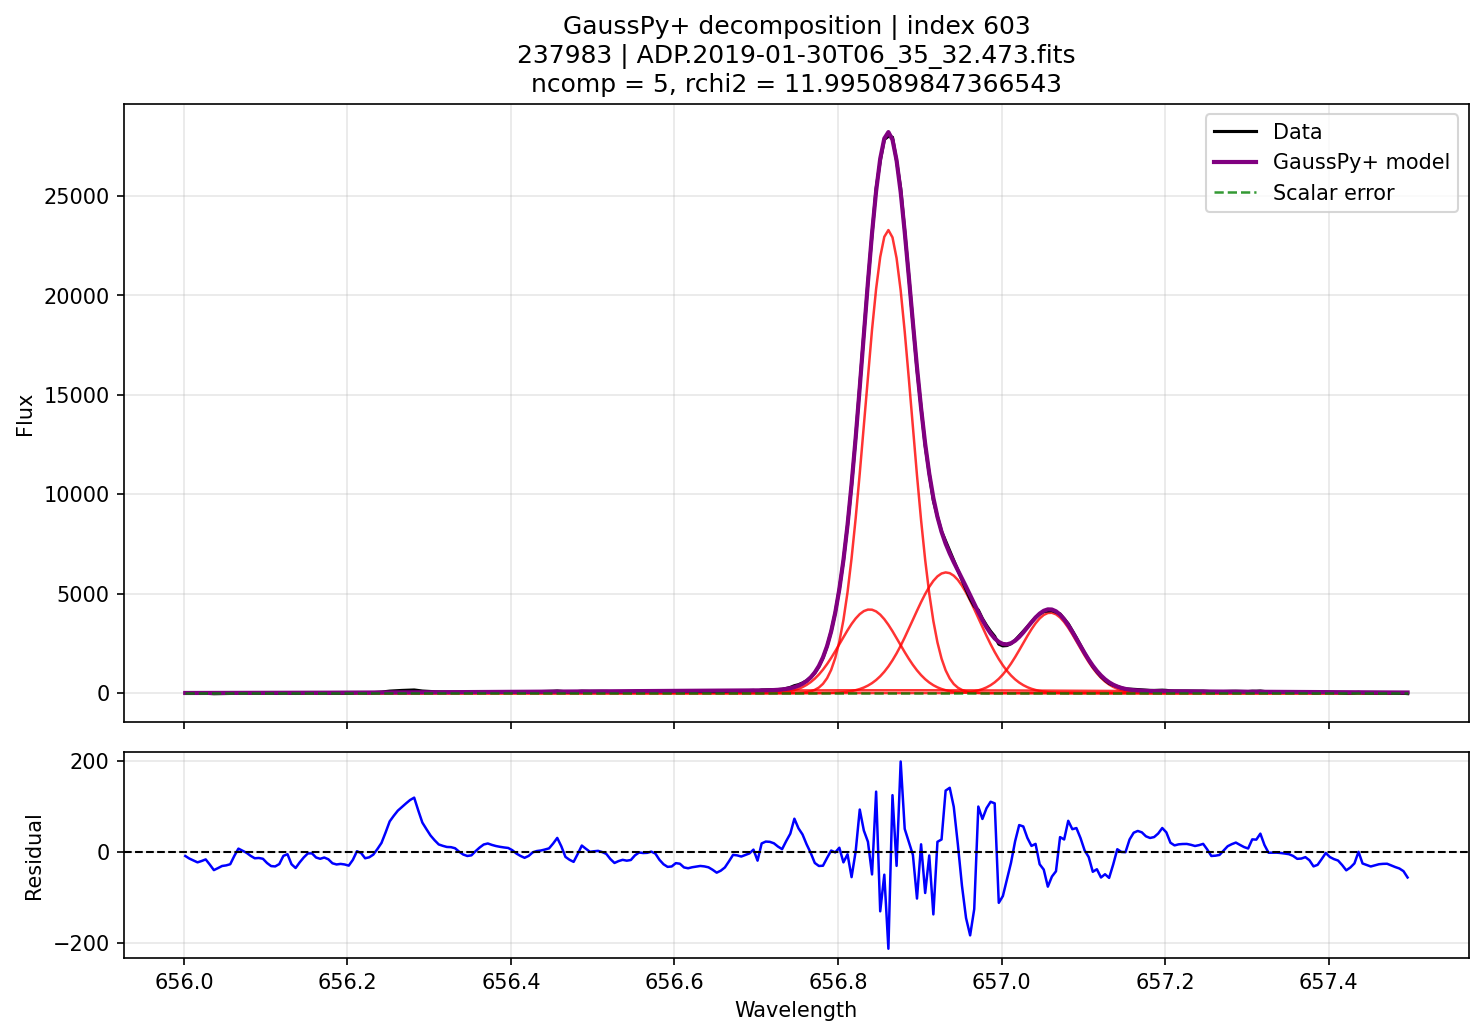 GaussPy+ decomposition | index 603
237983 | ADP.2019-01-30T06_35_32.473.fits
ncomp = 5, rchi2 = 11.995089847366543
Data
GaussPy+ model
Scalar error
Flux
25000
20000
15000
10000
5000
0
Residual
200
0
−200
656.0 656.2 656.4 656.6 656.8 657.0 657.2 657.4
Wavelength